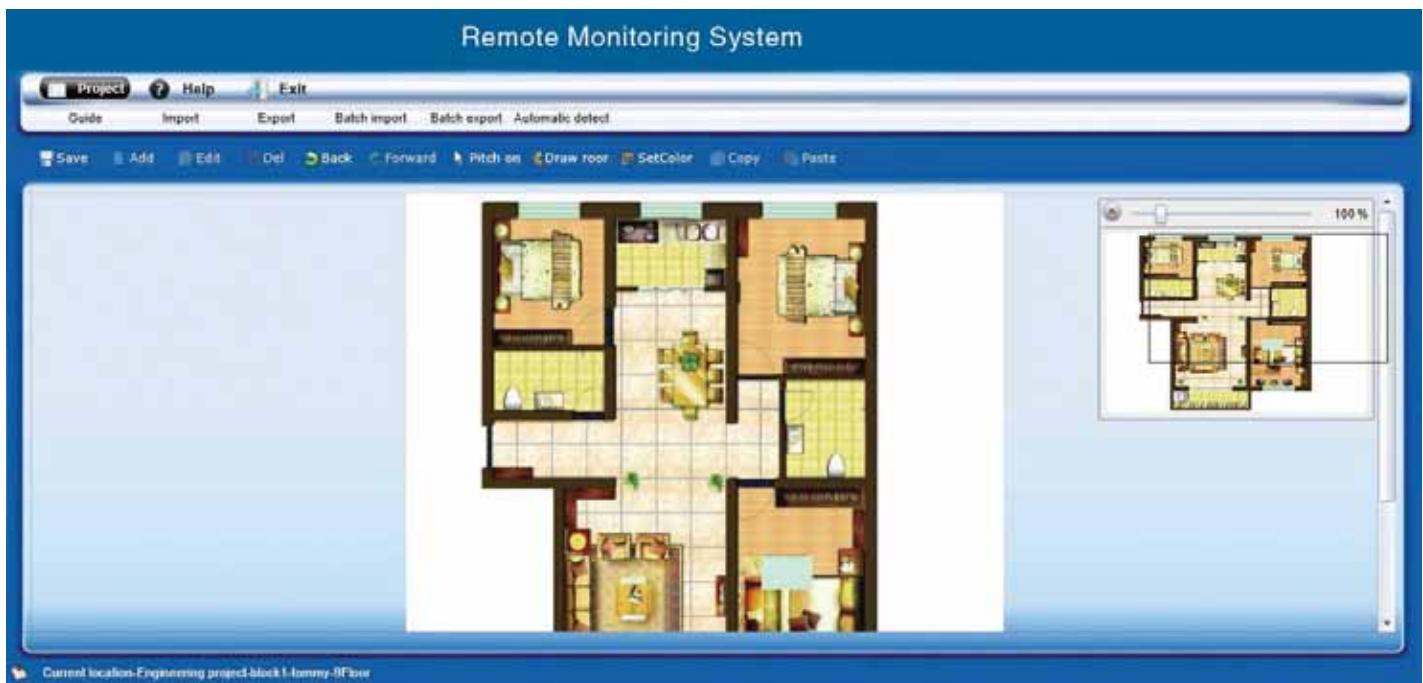 Remote Monitoring System
Project Help Exit
Guide Import Export Batch import Batch export Automatic detect
Save Add Edit Del Back Forward Pitch on Draw roor SetColor Copy Paste
100 %
Current location-Engineering project-block1-tommy-9Floor